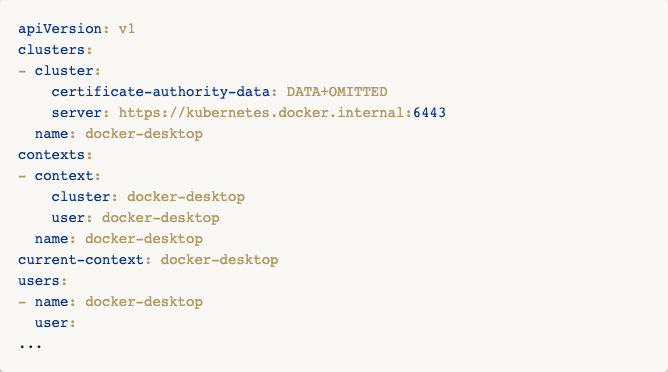 apiVersion: v1
clusters:
- cluster:
    certificate-authority-data: DATA+OMITTED
    server: https://kubernetes.docker.internal:6443
  name: docker-desktop
contexts:
- context:
    cluster: docker-desktop
    user: docker-desktop
  name: docker-desktop
current-context: docker-desktop
users:
- name: docker-desktop
  user:
...